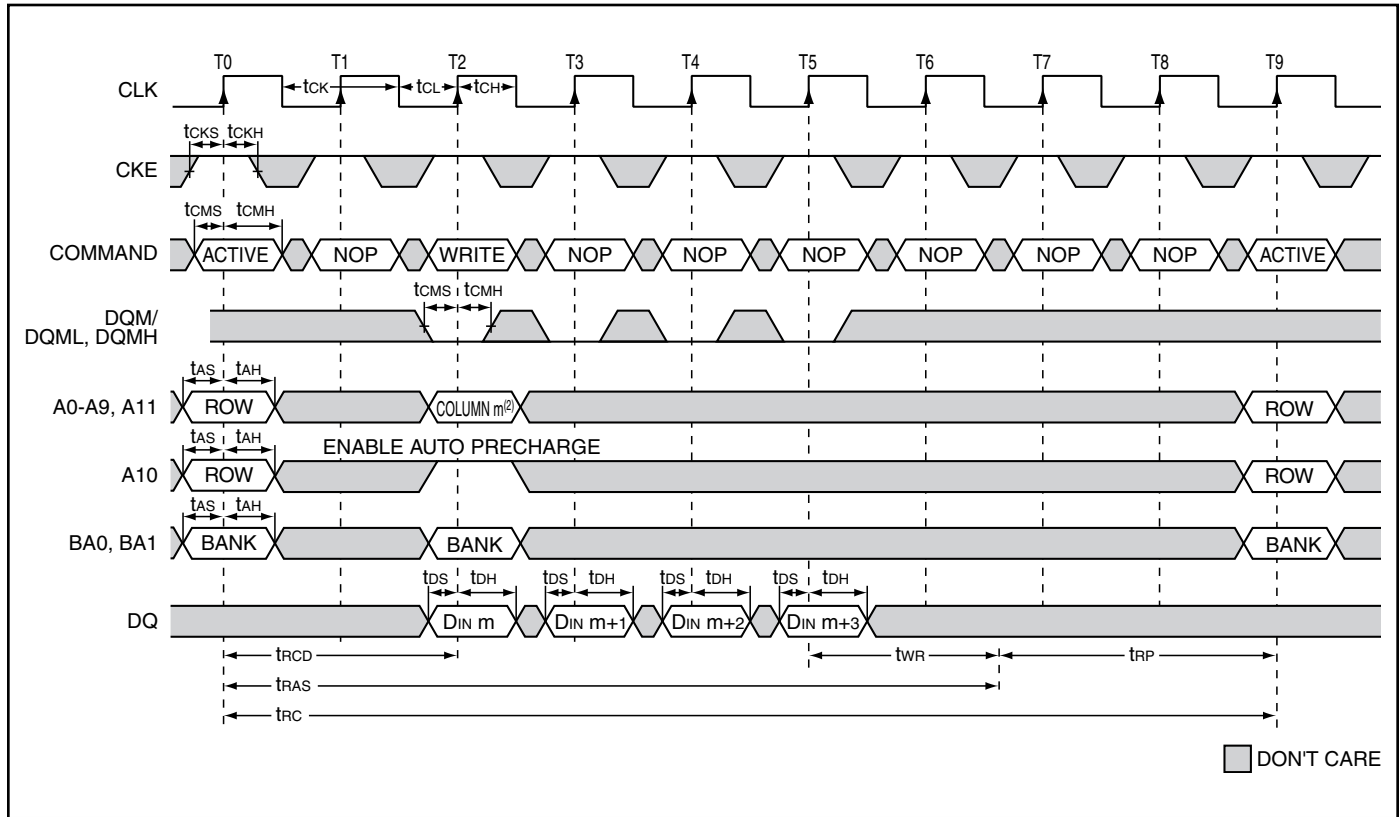 T0 T1 T2 T3 T4 T5 T6 T7 T8 T9
CLK tCK tCL tCH
tCKS tCKH
CKE
tCMS tCMH
COMMAND ACTIVE NOP WRITE NOP NOP NOP NOP NOP NOP ACTIVE
tCMS tCMH
DQM/
DQML, DQMH
tAS tAH
A0-A9, A11 ROW COLUMN m(2) ROW
tAS tAH ENABLE AUTO PRECHARGE
A10 ROW ROW
tAS tAH
BA0, BA1 BANK BANK BANK
tDS tDH tDS tDH tDS tDH tDS tDH
DQ DIN m DIN m+1 DIN m+2 DIN m+3
tRCD tWR tRP
tRAS
tRC
DON'T CARE